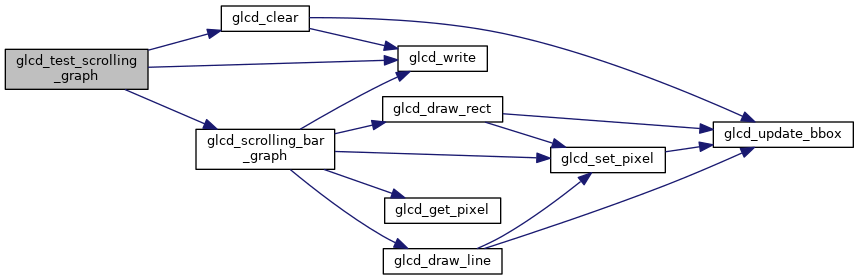 glcd_test_scrolling
_graph
glcd_clear
glcd_write
glcd_scrolling_bar
_graph
glcd_draw_rect
glcd_set_pixel
glcd_update_bbox
glcd_get_pixel
glcd_draw_line